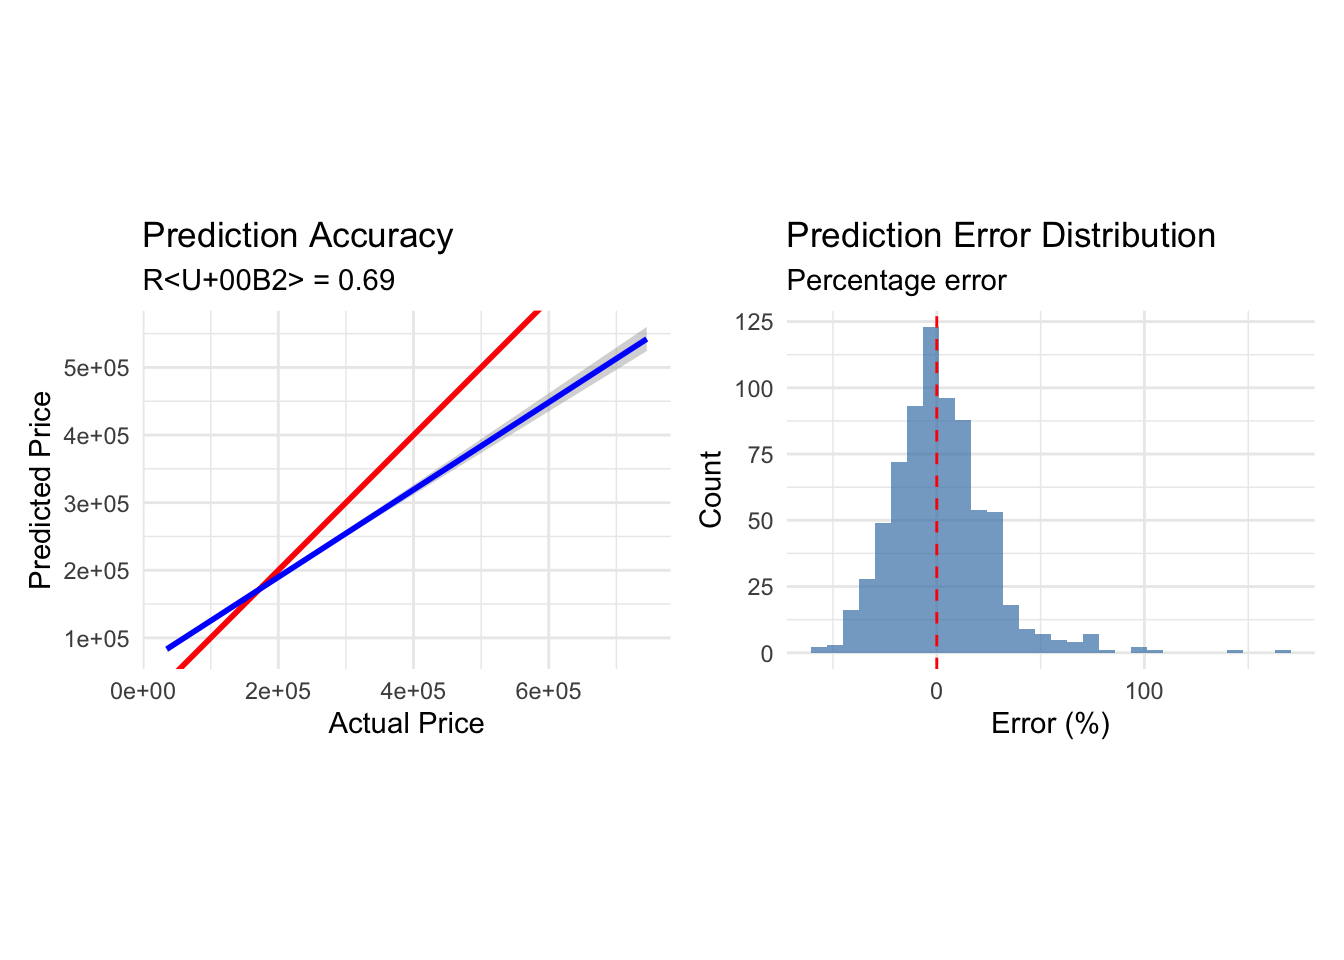 Prediction Accuracy
R<U+00B2> = 0.69
Predicted Price
5e+05
4e+05
3e+05
2e+05
1e+05
0e+00
2e+05
4e+05
6e+05
Actual Price
Prediction Error Distribution
Percentage error
Count
125
100
75
50
25
0
0
100
Error (%)